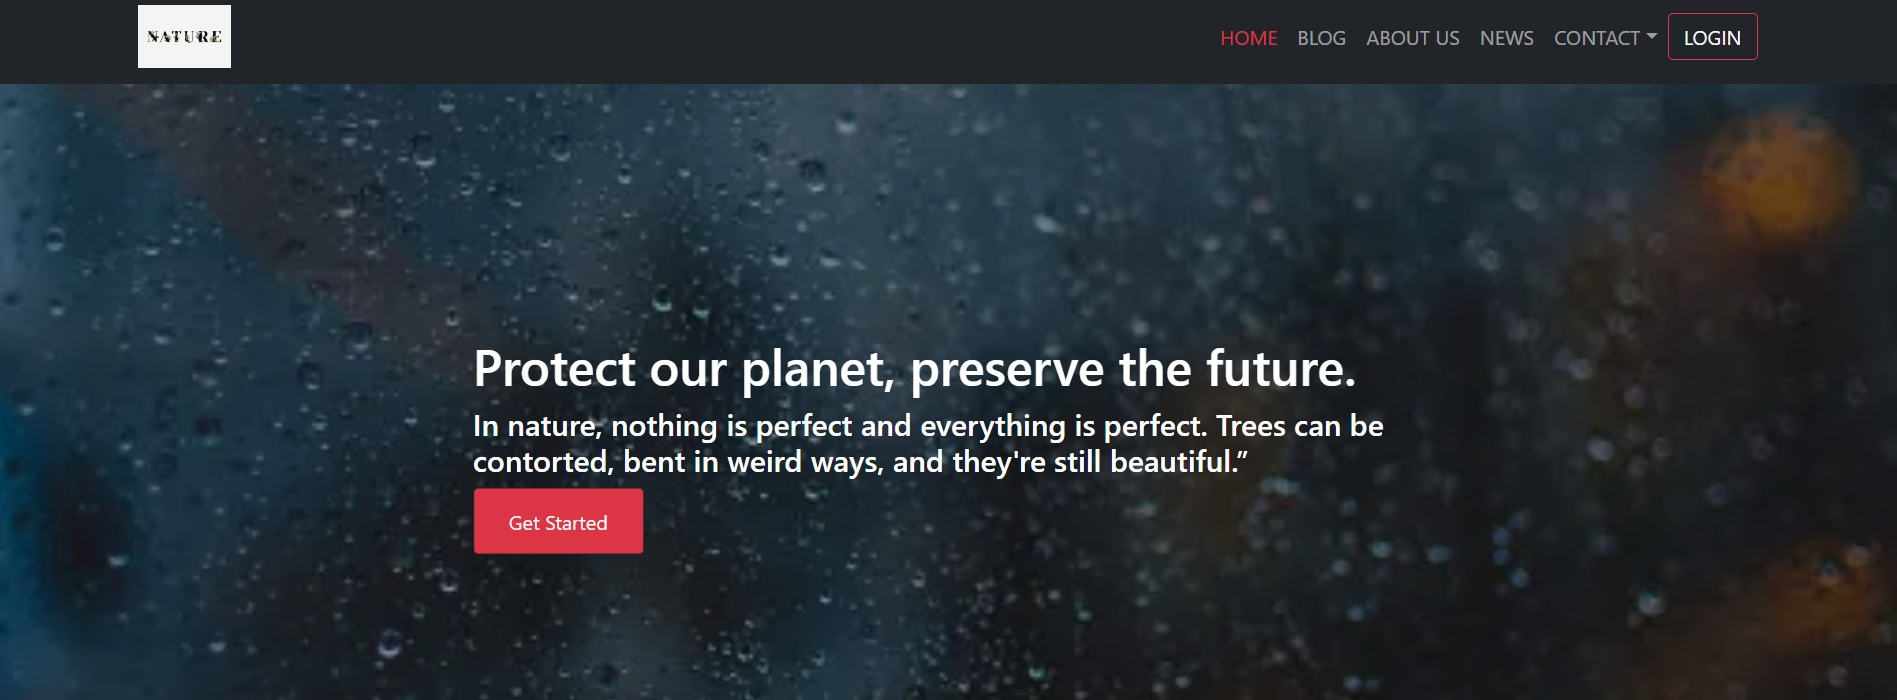 NATURE
HOME BLOG ABOUT US NEWS CONTACT LOGIN
Protect our planet, preserve the future.
In nature, nothing is perfect and everything is perfect. Trees can be
contorted, bent in weird ways, and they're still beautiful.”
Get Started